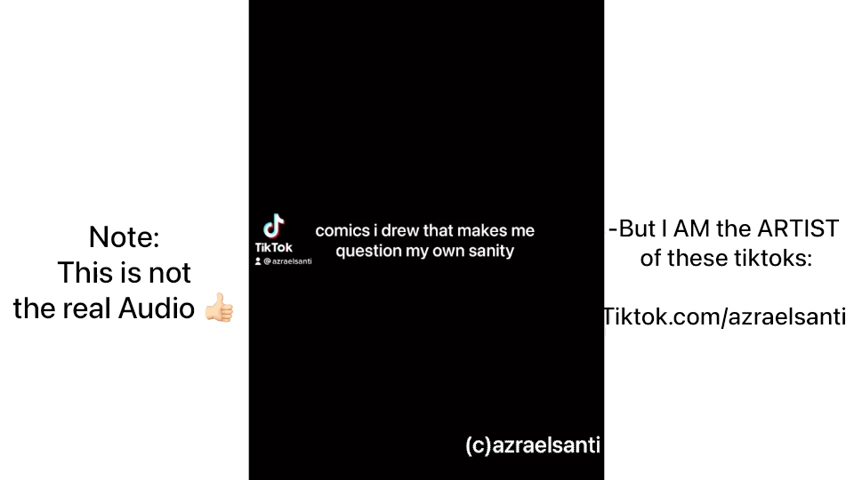 Note:
This is not
the real Audio 👍🏻
TikTok
@azraelsanti
comics i drew that makes me
question my own sanity
(c)azraelsanti
-But I AM the ARTIST
of these tiktoks:
Tiktok.com/azraelsanti